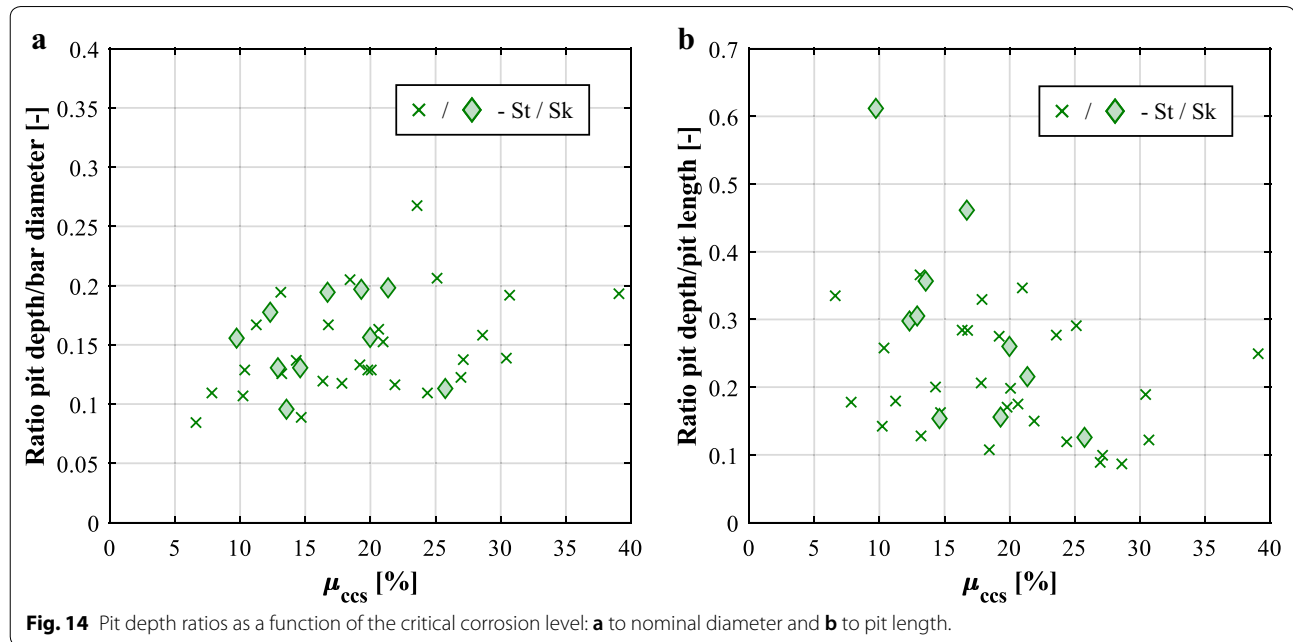 a
0.4
0.35
0.3
0.25
0.2
0.15
0.1
0.05
0
Ratio pit depth/bar diameter [-]
× / - St / Sk
0 5 10 15 20 25 30 35 40
μccs [%]
b
0.7
0.6
0.5
0.4
0.3
0.2
0.1
0
Ratio pit depth/pit length [-]
× / - St / Sk
0 5 10 15 20 25 30 35 40
μccs [%]
Fig. 14 Pit depth ratios as a function of the critical corrosion level: a to nominal diameter and b to pit length.